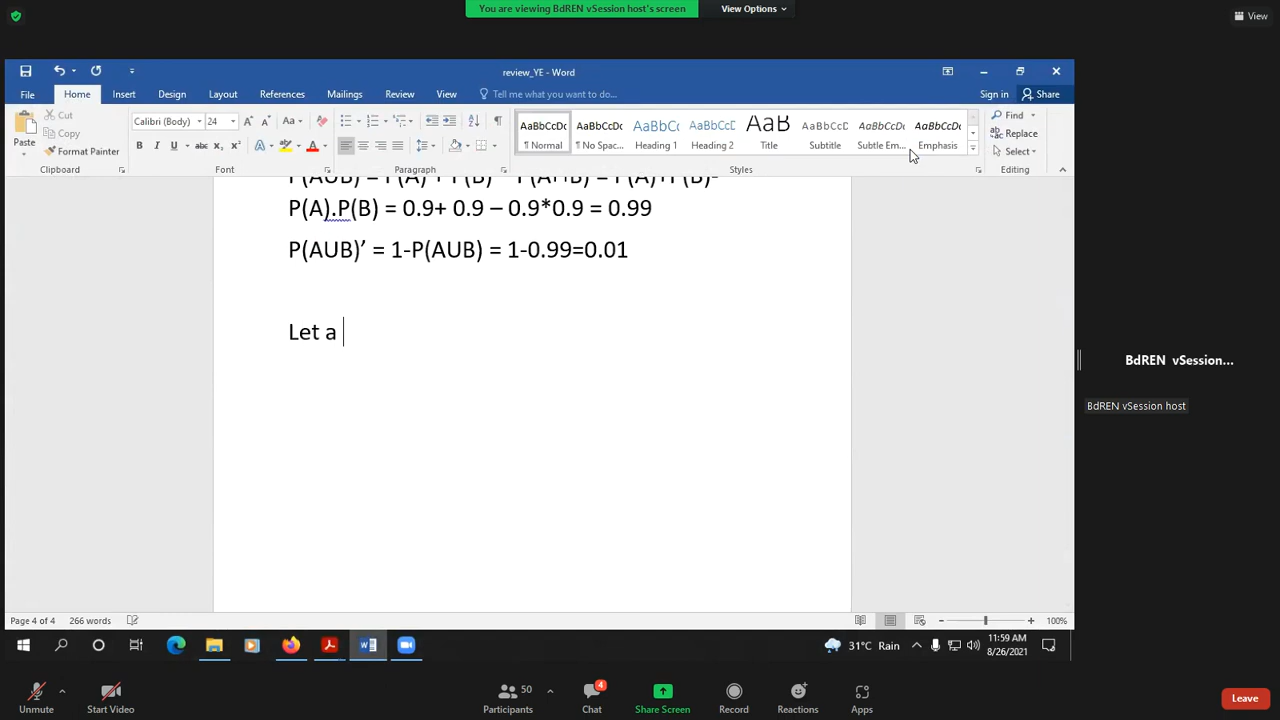 You are viewing BdREN vSession host's screen
View Options
View
review_YE - Word
File Home Insert Design Layout References Mailings Review View Tell me what you want to do... Sign in Share
Paste
Cut
Copy
Format Painter
Clipboard
Calibri (Body) 24
Font
Paragraph
AaBbCcDc AaBbCcDc AaBbCc AaBbCcD AaB AaBbCcD AaBbCcDc AaBbCcDc
¶ Normal ¶ No Spac... Heading 1 Heading 2 Title Subtitle Subtle Em... Emphasis
Styles
Find
Replace
Select
Editing
P(AUB) = P(A) + P(B) – P(A∩B) = P(A)+P(B)-
P(A).P(B) = 0.9+ 0.9 – 0.9*0.9 = 0.99
P(AUB)’ = 1-P(AUB) = 1-0.99=0.01
Let a
BdREN vSession...
BdREN vSession host
Page 4 of 4 266 words
100%
31°C Rain
11:59 AM
8/26/2021
Unmute
Start Video
50
Participants
4
Chat
Share Screen
Record
Reactions
Apps
Leave